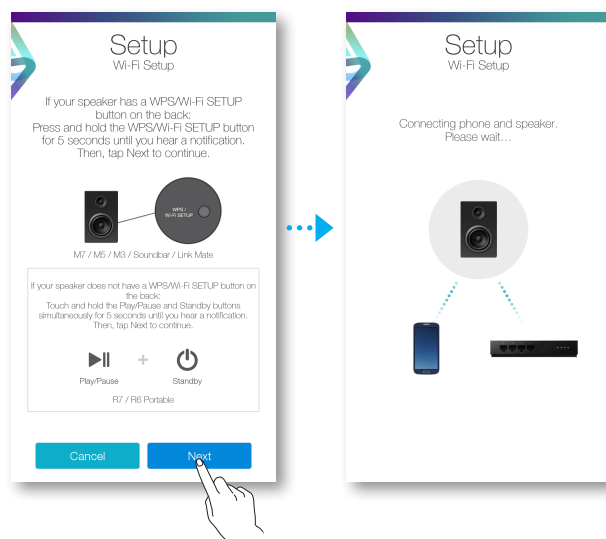 Setup
Wi-Fi Setup
If your speaker has a WPS/Wi-Fi SETUP
button on the back:
Press and hold the WPS/Wi-Fi SETUP button
for 5 seconds until you hear a notification.
Then, tap Next to continue.
WPS /
Wi-Fi SETUP
M7 / M5 / M3 / Soundbar / Link Mate
If your speaker does not have a WPS/Wi-Fi SETUP button on
the back:
Touch and hold the Play/Pause and Standby buttons
simultaneously for 5 seconds until you hear a notification.
Then, tap Next to continue.
+
Play/Pause
Standby
R7 / R6 Portable
Cancel
Next
Setup
Wi-Fi Setup
Connecting phone and speaker.
Please wait…